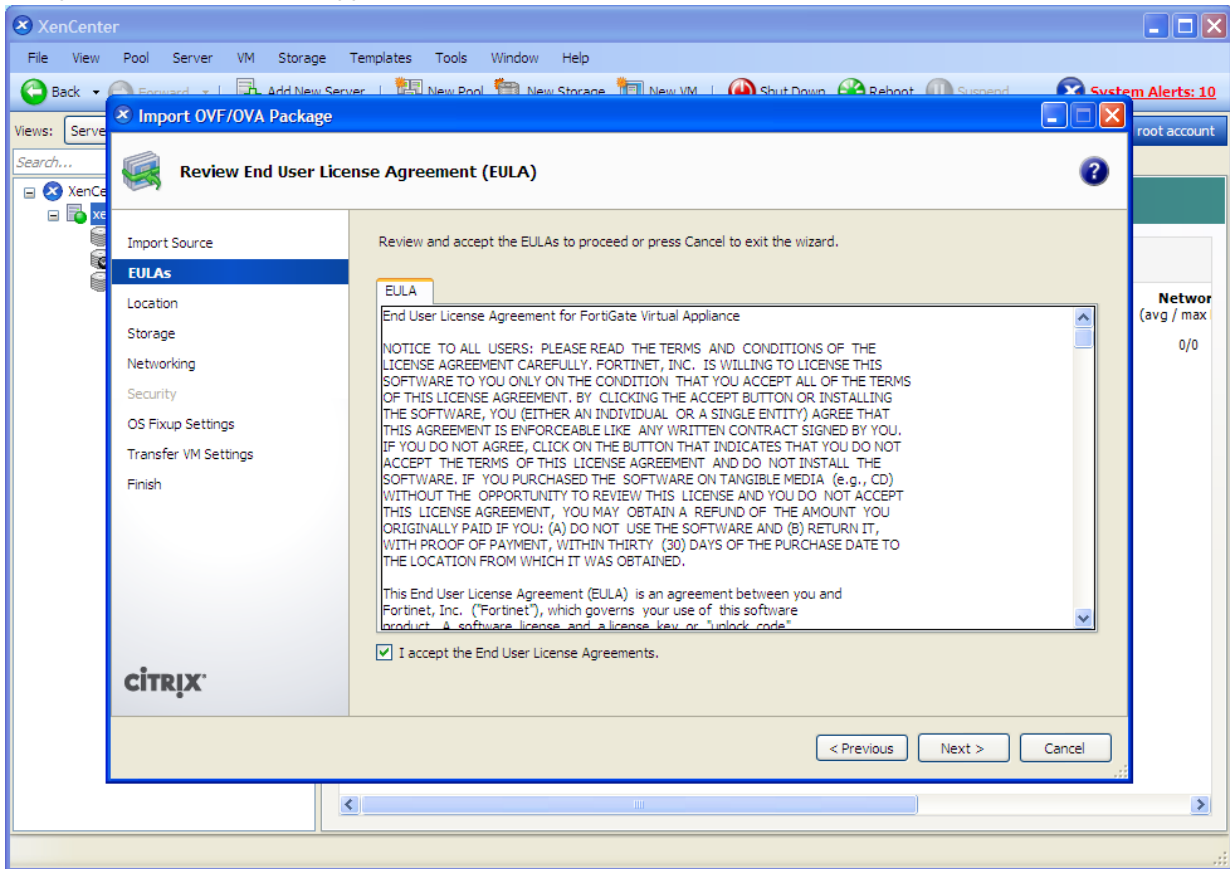 XenCenter
File View Pool Server VM Storage Templates Tools Window Help
Back Forward Add New Server New Pool New Storage New VM Shut Down Reboot Suspend System Alerts: 10
Import OVF/OVA Package
Views: Serve
root account
Search...
Review End User License Agreement (EULA)
XenCe
xe
Import Source
EULAs
Location
Storage
Networking
Security
OS Fixup Settings
Transfer VM Settings
Finish
CİTRIX
Review and accept the EULAs to proceed or press Cancel to exit the wizard.
EULA
End User License Agreement for FortiGate Virtual Appliance
NOTICE TO ALL USERS: PLEASE READ THE TERMS AND CONDITIONS OF THE
LICENSE AGREEMENT CAREFULLY. FORTINET, INC. IS WILLING TO LICENSE THIS
SOFTWARE TO YOU ONLY ON THE CONDITION THAT YOU ACCEPT ALL OF THE TERMS
OF THIS LICENSE AGREEMENT. BY CLICKING THE ACCEPT BUTTON OR INSTALLING
THE SOFTWARE, YOU (EITHER AN INDIVIDUAL OR A SINGLE ENTITY) AGREE THAT
THIS AGREEMENT IS ENFORCEABLE LIKE ANY WRITTEN CONTRACT SIGNED BY YOU.
IF YOU DO NOT AGREE, CLICK ON THE BUTTON THAT INDICATES THAT YOU DO NOT
ACCEPT THE TERMS OF THIS LICENSE AGREEMENT AND DO NOT INSTALL THE
SOFTWARE. IF YOU PURCHASED THE SOFTWARE ON TANGIBLE MEDIA (e.g., CD)
WITHOUT THE OPPORTUNITY TO REVIEW THIS LICENSE AND YOU DO NOT ACCEPT
THIS LICENSE AGREEMENT, YOU MAY OBTAIN A REFUND OF THE AMOUNT YOU
ORIGINALLY PAID IF YOU: (A) DO NOT USE THE SOFTWARE AND (B) RETURN IT,
WITH PROOF OF PAYMENT, WITHIN THIRTY (30) DAYS OF THE PURCHASE DATE TO
THE LOCATION FROM WHICH IT WAS OBTAINED.
This End User License Agreement (EULA) is an agreement between you and
Fortinet, Inc. ("Fortinet"), which governs your use of this software
product. A software license and a license key or "unlock code"
I accept the End User License Agreements.
Networ
(avg / max
0/0
< Previous Next > Cancel